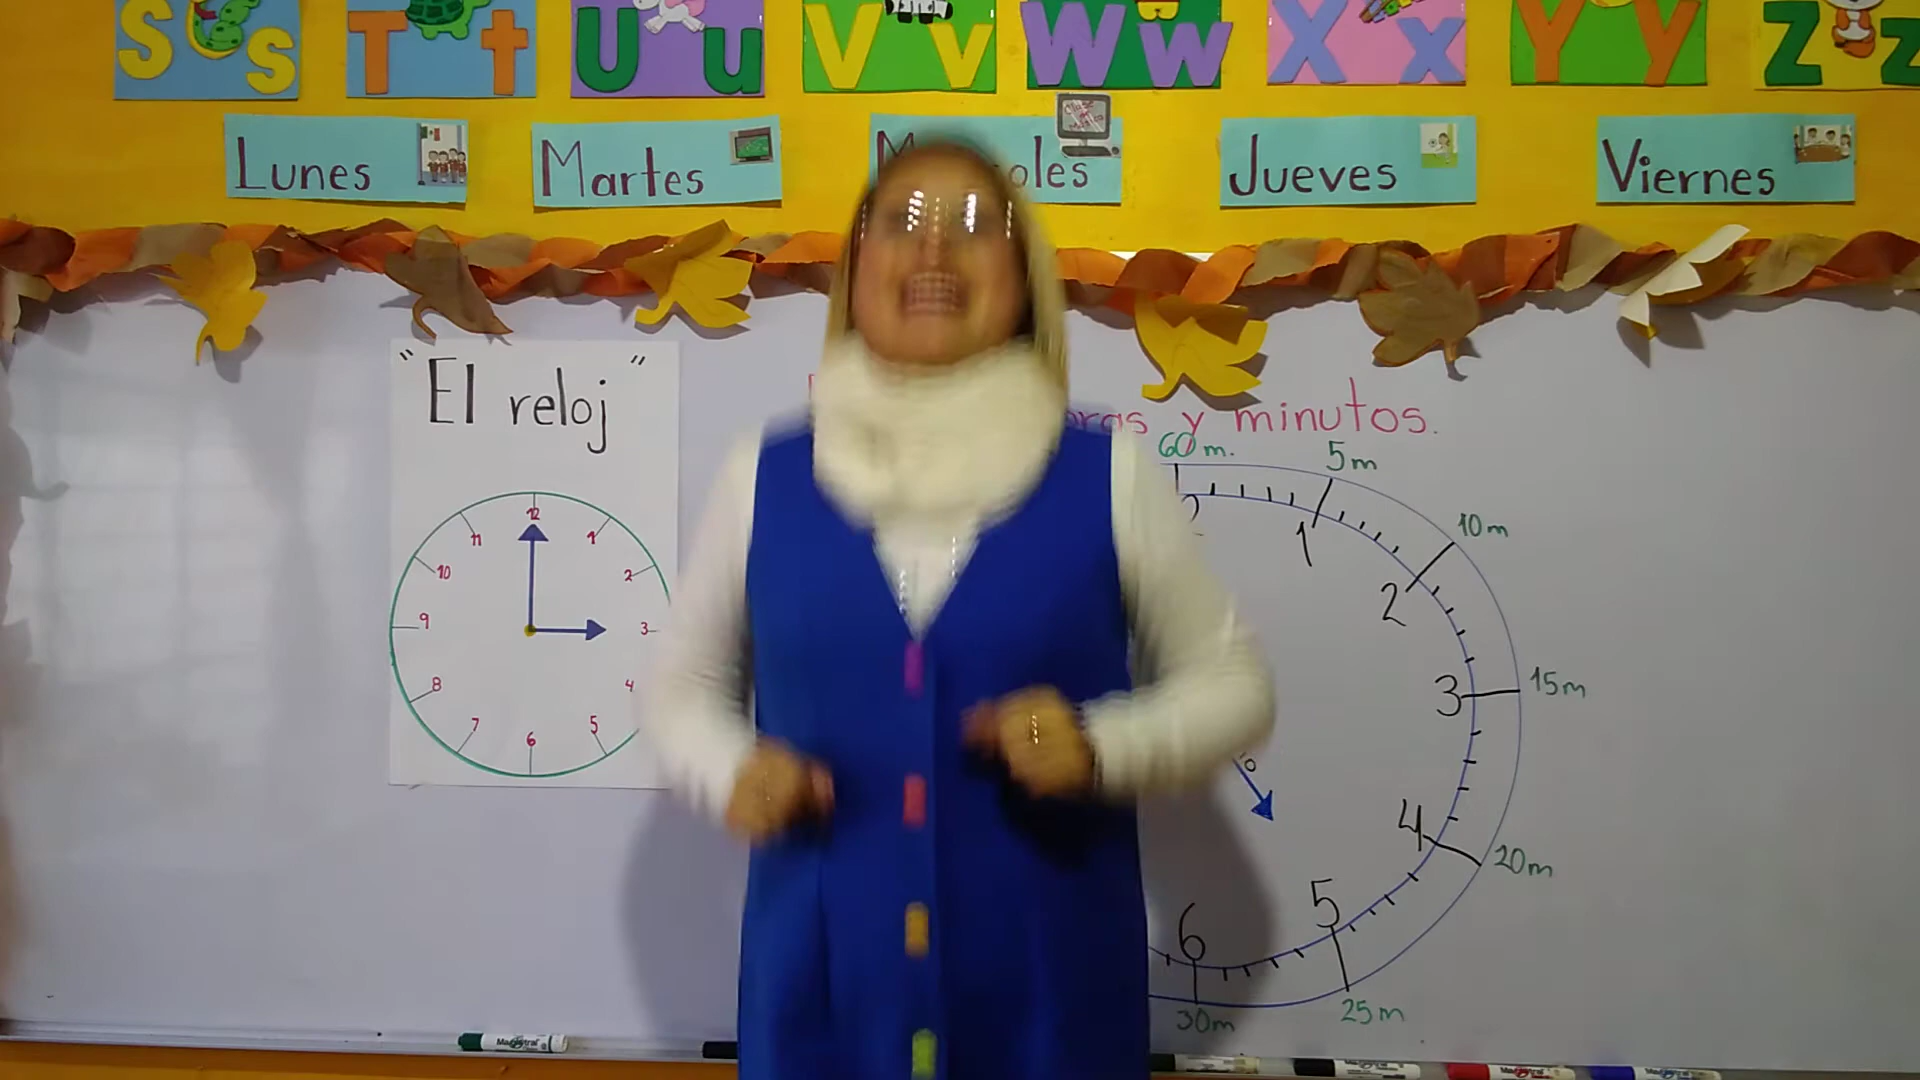 S s
T t
U u
V v
W w
X x
Y y
Z z
Lunes
Martes
Jueves
Viernes
"El reloj"
12
1
2
3
4
5
6
7
8
9
10
11
y minutos.
60 m.
5 m
10 m
15 m
20 m
25 m
30 m
1
2
3
4
5
6
Magistral